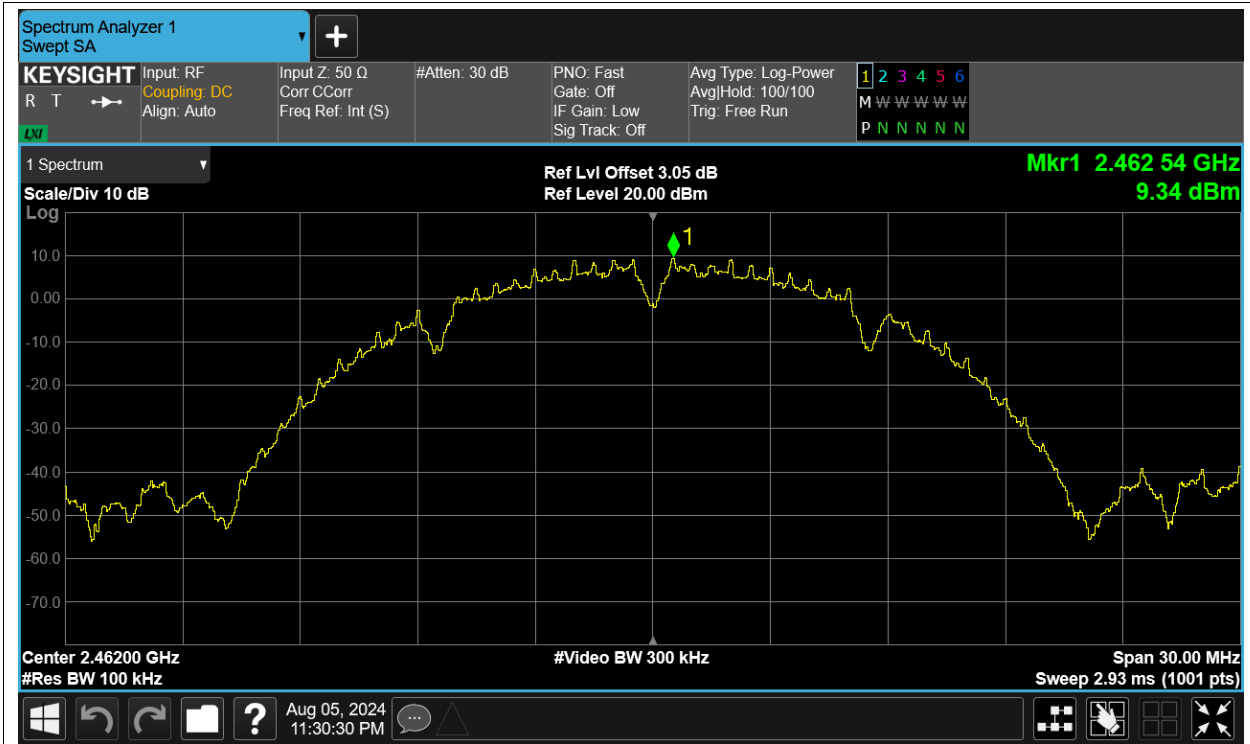 Spectrum Analyzer 1
Swept SA
KEYSIGHT
R T
LXI
Input: RF
Coupling: DC
Align: Auto
Input Z: 50 Ω
Corr CCorr
Freq Ref: Int (S)
#Atten: 30 dB
PNO: Fast
Gate: Off
IF Gain: Low
Sig Track: Off
Avg Type: Log-Power
Avg|Hold: 100/100
Trig: Free Run
1 2 3 4 5 6
M W W W W W
P N N N N N
1 Spectrum
Scale/Div 10 dB
Ref Lvl Offset 3.05 dB
Ref Level 20.00 dBm
Mkr1 2.462 54 GHz
9.34 dBm
Log
1
10.0
0.00
-10.0
-20.0
-30.0
-40.0
-50.0
-60.0
-70.0
Center 2.46200 GHz
#Video BW 300 kHz
Span 30.00 MHz
#Res BW 100 kHz
Sweep 2.93 ms (1001 pts)
?
Aug 05, 2024
11:30:30 PM